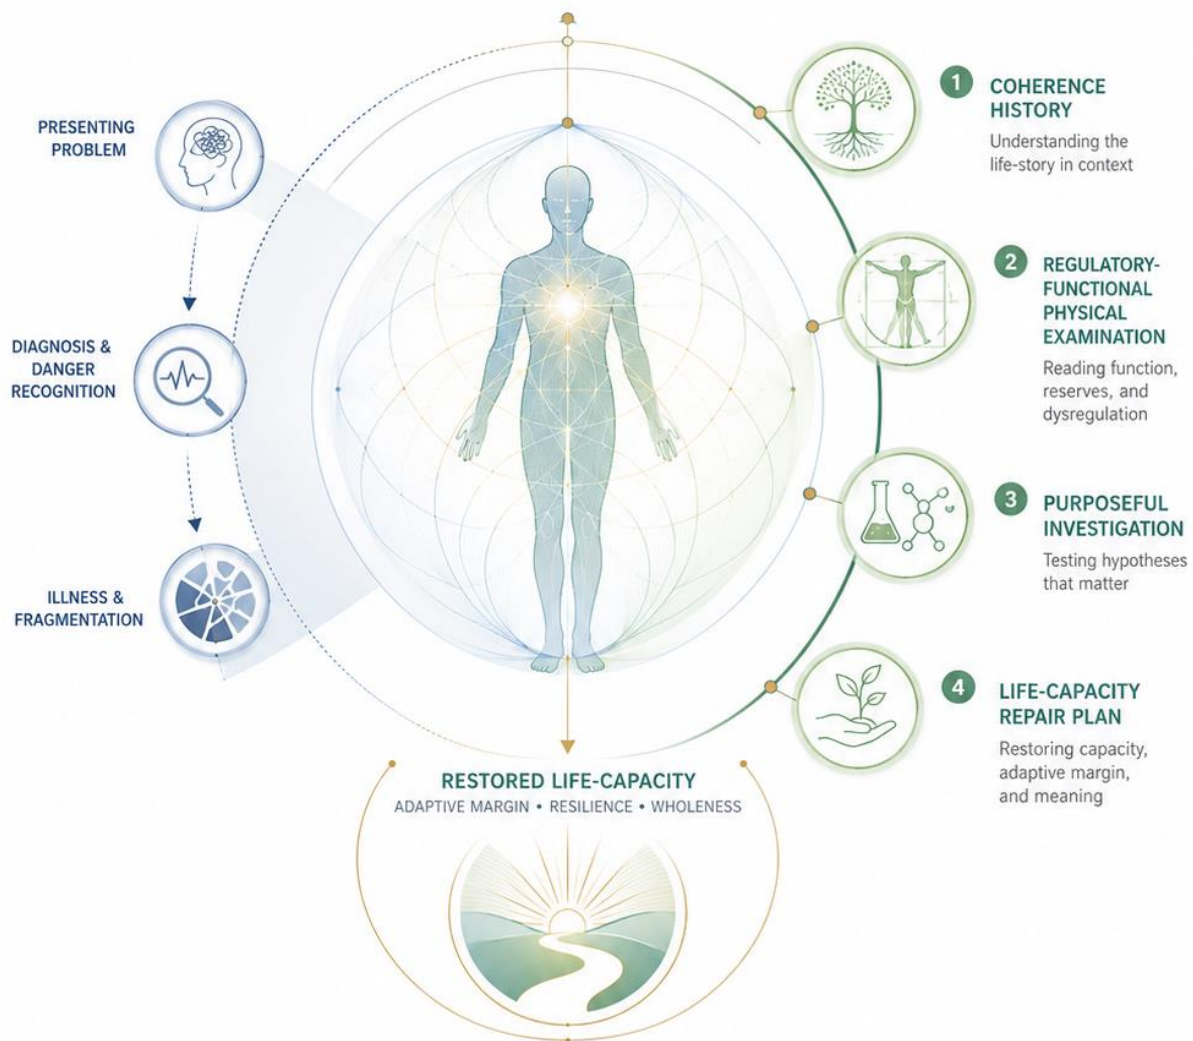 PRESENTING
PROBLEM
DIAGNOSIS &
DANGER
RECOGNITION
ILLNESS &
FRAGMENTATION
1
COHERENCE
HISTORY
Understanding the
life-story in context
2
REGULATORY-
FUNCTIONAL
PHYSICAL
EXAMINATION
Reading function,
reserves, and
dysregulation
3
PURPOSEFUL
INVESTIGATION
Testing hypotheses
that matter
4
LIFE-CAPACITY
REPAIR PLAN
Restoring capacity,
adaptive margin,
and meaning
RESTORED LIFE-CAPACITY
ADAPTIVE MARGIN • RESILIENCE • WHOLENESS